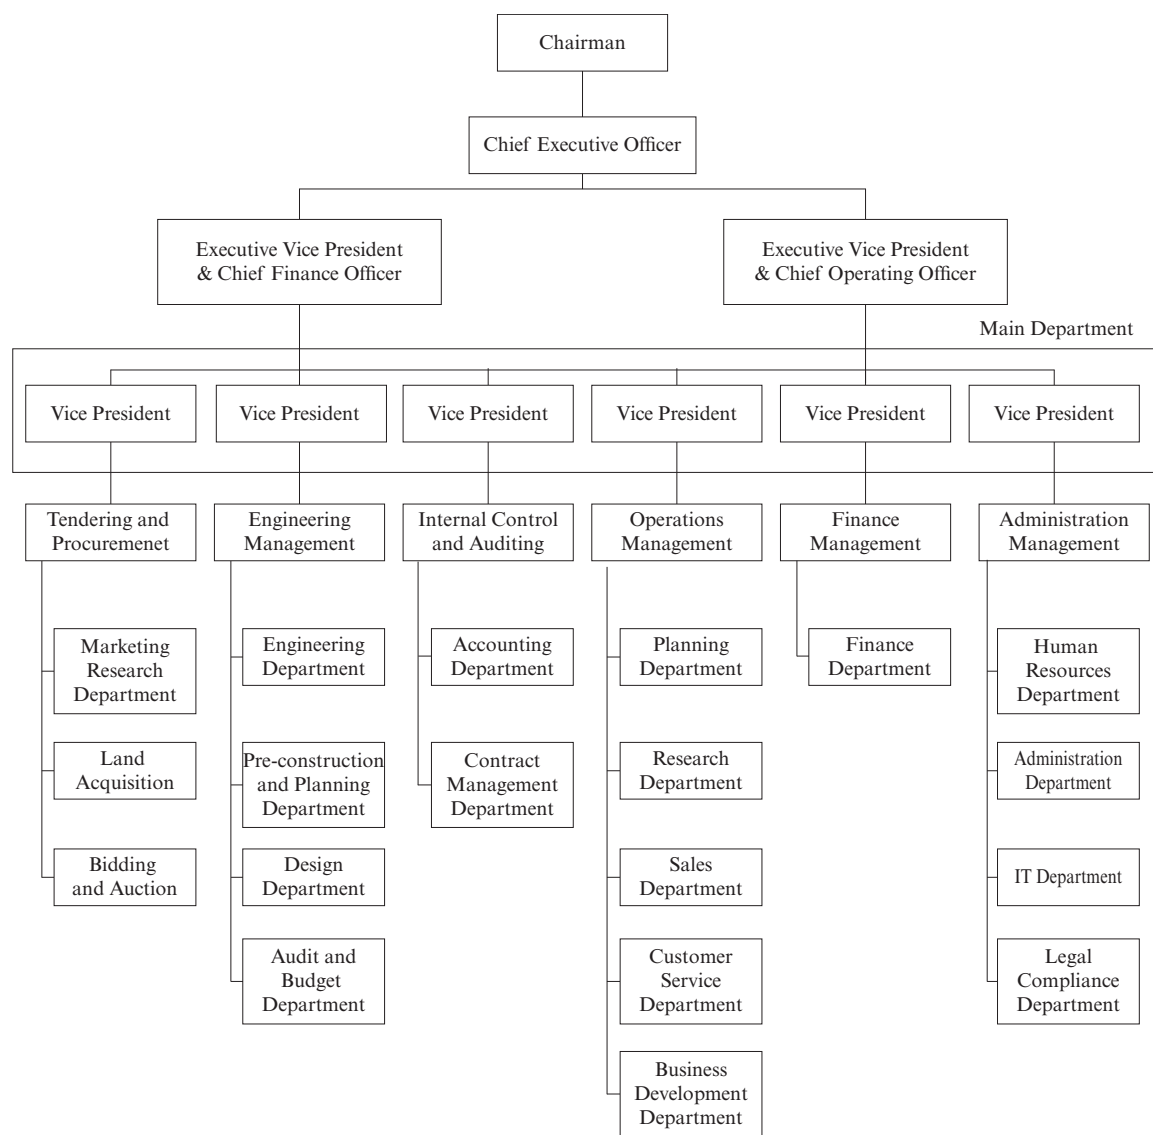 Chairman
Chief Executive Officer
Executive Vice President
& Chief Finance Officer
Executive Vice President
& Chief Operating Officer
Main Department
Vice President
Vice President
Vice President
Vice President
Vice President
Vice President
Tendering and
Procuremenet
Engineering
Management
Internal Control
and Auditing
Operations
Management
Finance
Management
Administration
Management
Marketing
Research
Department
Land
Acquisition
Bidding
and Auction
Engineering
Department
Pre-construction
and Planning
Department
Design
Department
Audit and
Budget
Department
Accounting
Department
Contract
Management
Department
Planning
Department
Research
Department
Sales
Department
Customer
Service
Department
Business
Development
Department
Finance
Department
Human
Resources
Department
Administration
Department
IT Department
Legal
Compliance
Department